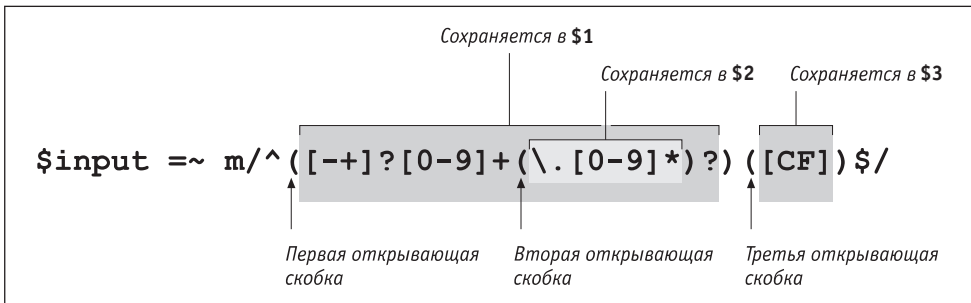 Сохраняется в $1
Сохраняется в $2
Сохраняется в $3
$input =~ m/^([-+]?[0-9]+(\.[0-9]*)?)([CF])$/
Первая открывающая
скобка
Вторая открывающая
скобка
Третья открывающая
скобка